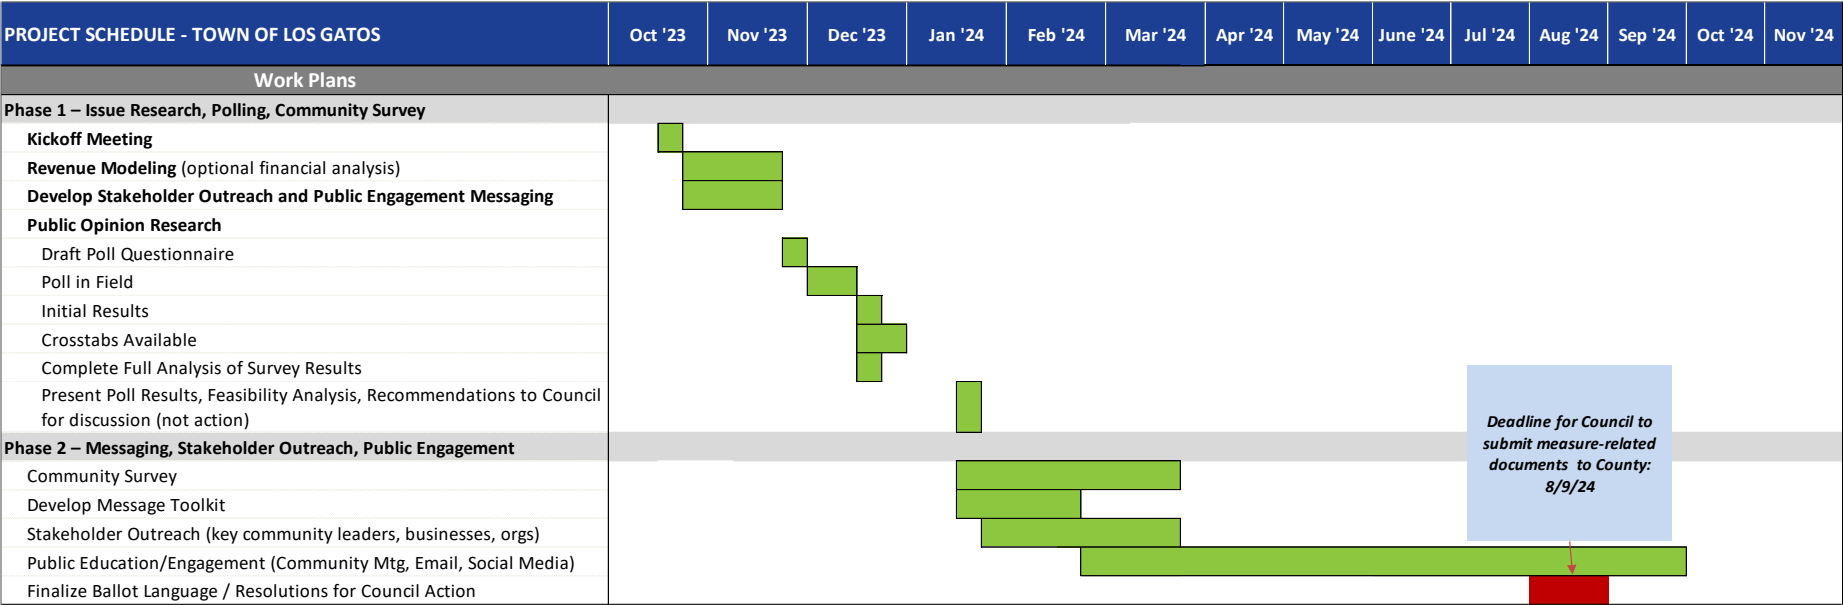 PROJECT SCHEDULE - TOWN OF LOS GATOS Oct '23 Nov '23 Dec '23 Jan '24 Feb '24 Mar '24 Apr '24 May '24 June '24 Jul '24 Aug '24 Sep '24 Oct '24 Nov '24
Work Plans
Phase 1 – Issue Research, Polling, Community Survey
Kickoff Meeting
Revenue Modeling (optional financial analysis)
Develop Stakeholder Outreach and Public Engagement Messaging
Public Opinion Research
Draft Poll Questionnaire
Poll in Field
Initial Results
Crosstabs Available
Complete Full Analysis of Survey Results
Present Poll Results, Feasibility Analysis, Recommendations to Council
for discussion (not action)
Phase 2 – Messaging, Stakeholder Outreach, Public Engagement
Community Survey
Develop Message Toolkit
Stakeholder Outreach (key community leaders, businesses, orgs)
Public Education/Engagement (Community Mtg, Email, Social Media)
Finalize Ballot Language / Resolutions for Council Action
Deadline for Council to
submit measure-related
documents to County:
8/9/24